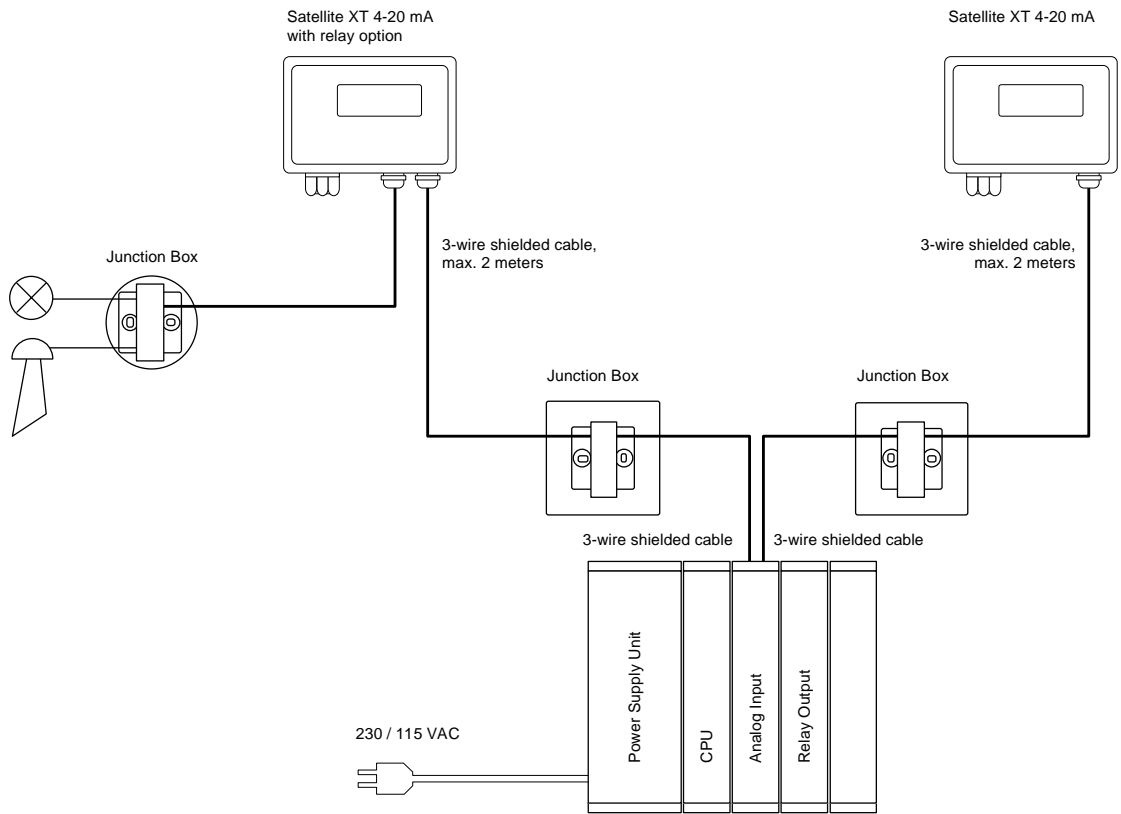 Satellite XT 4-20 mA
with relay option
Satellite XT 4-20 mA
3-wire shielded cable,
max. 2 meters
3-wire shielded cable,
max. 2 meters
Junction Box
Junction Box
Junction Box
3-wire shielded cable
3-wire shielded cable
Power Supply Unit
CPU
Analog Input
Relay Output
230 / 115 VAC